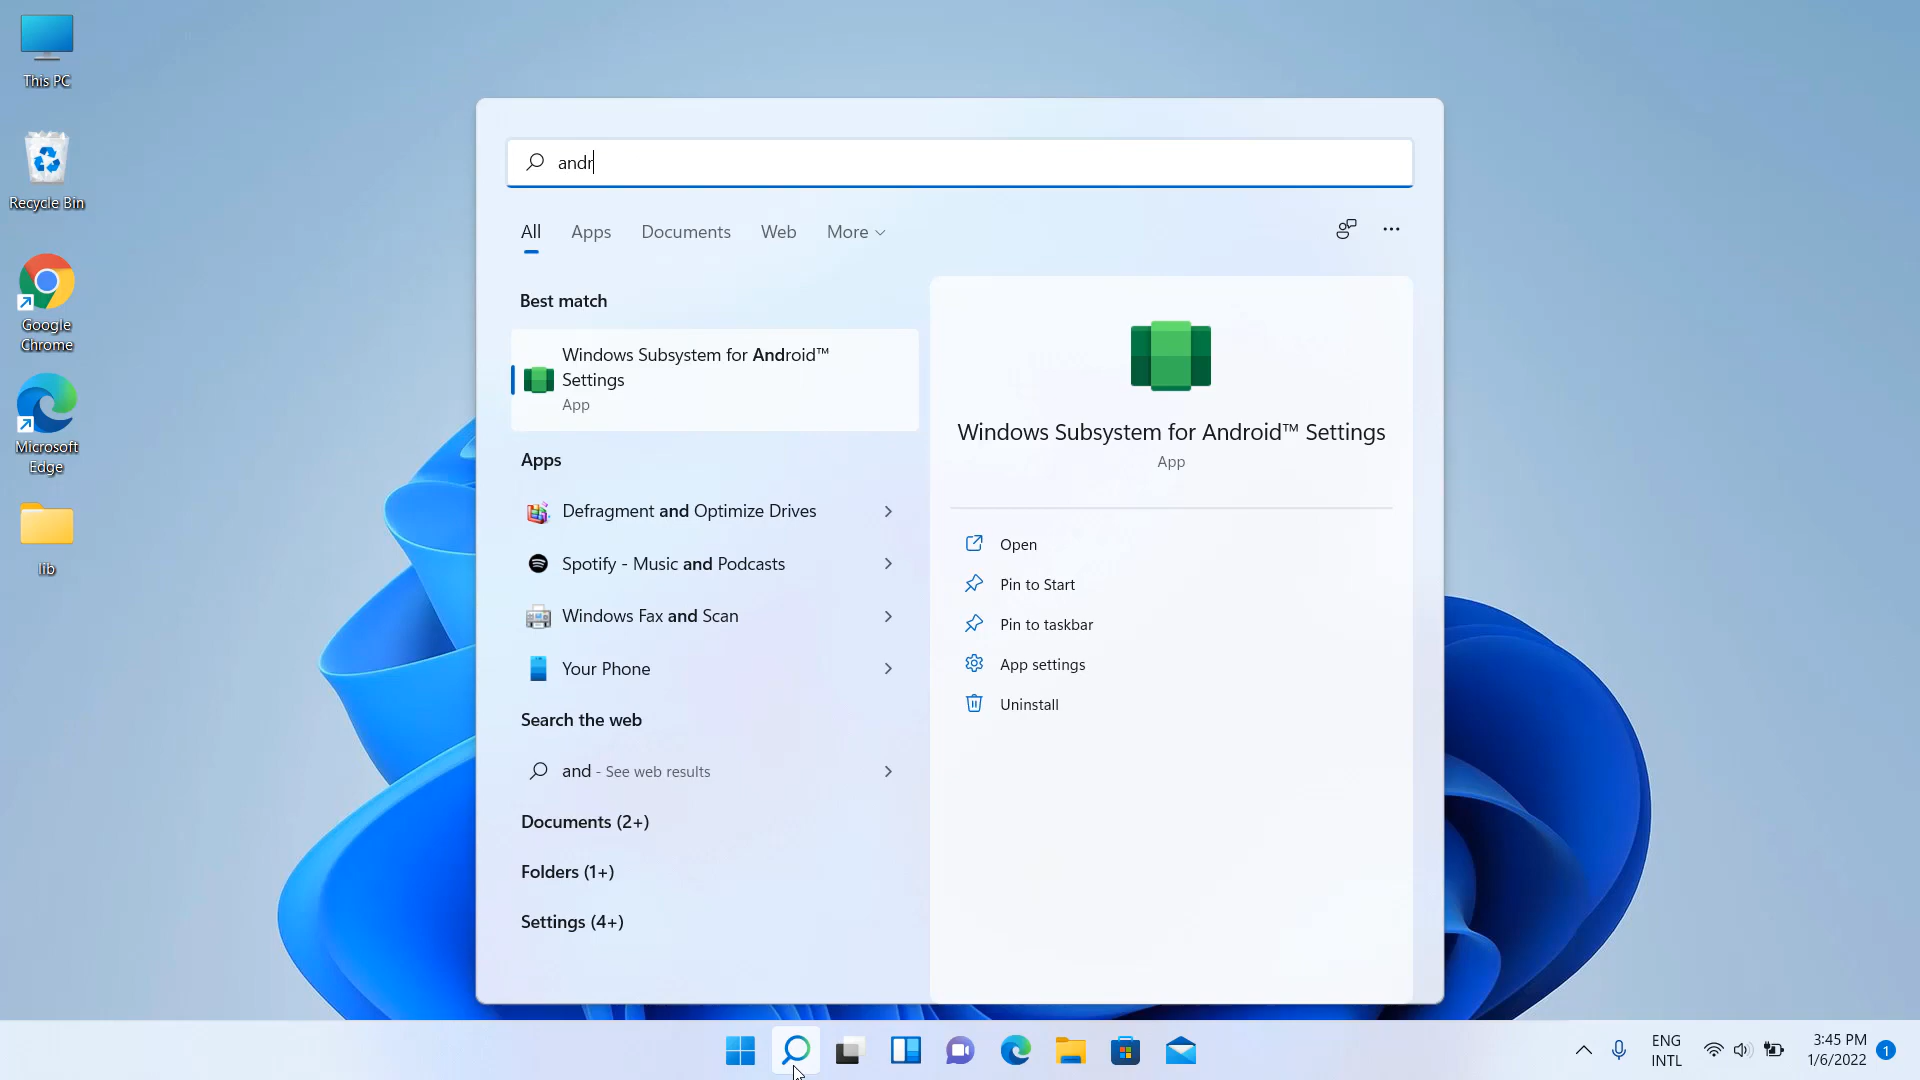 This PC
Recycle Bin
Google
Chrome
Microsoft
Edge
lib
andr
All Apps Documents Web More
Best match
Windows Subsystem for Android™
Settings
App
Apps
Defragment and Optimize Drives
Spotify - Music and Podcasts
Windows Fax and Scan
Your Phone
Search the web
and - See web results
Documents (2+)
Folders (1+)
Settings (4+)
Windows Subsystem for Android™ Settings
App
Open
Pin to Start
Pin to taskbar
App settings
Uninstall
ENG
INTL
3:45 PM
1/6/2022
1